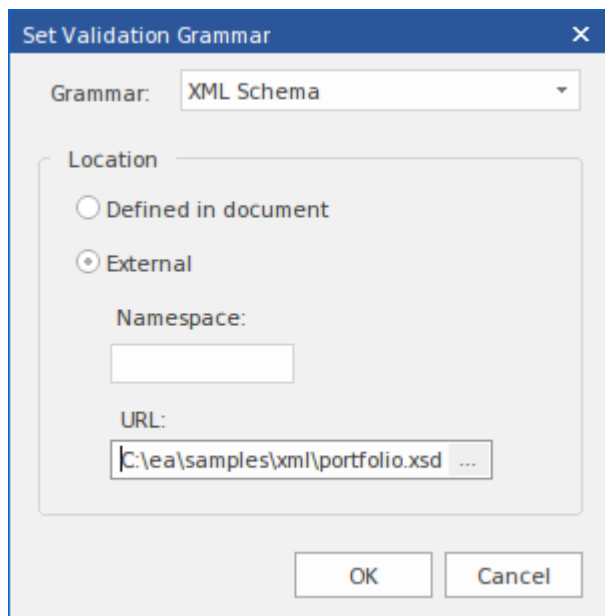 Set Validation Grammar
Grammar: XML Schema
Location
Defined in document
External
Namespace:
URL:
C:\ea\samples\xml\portfolio.xsd ...
OK Cancel